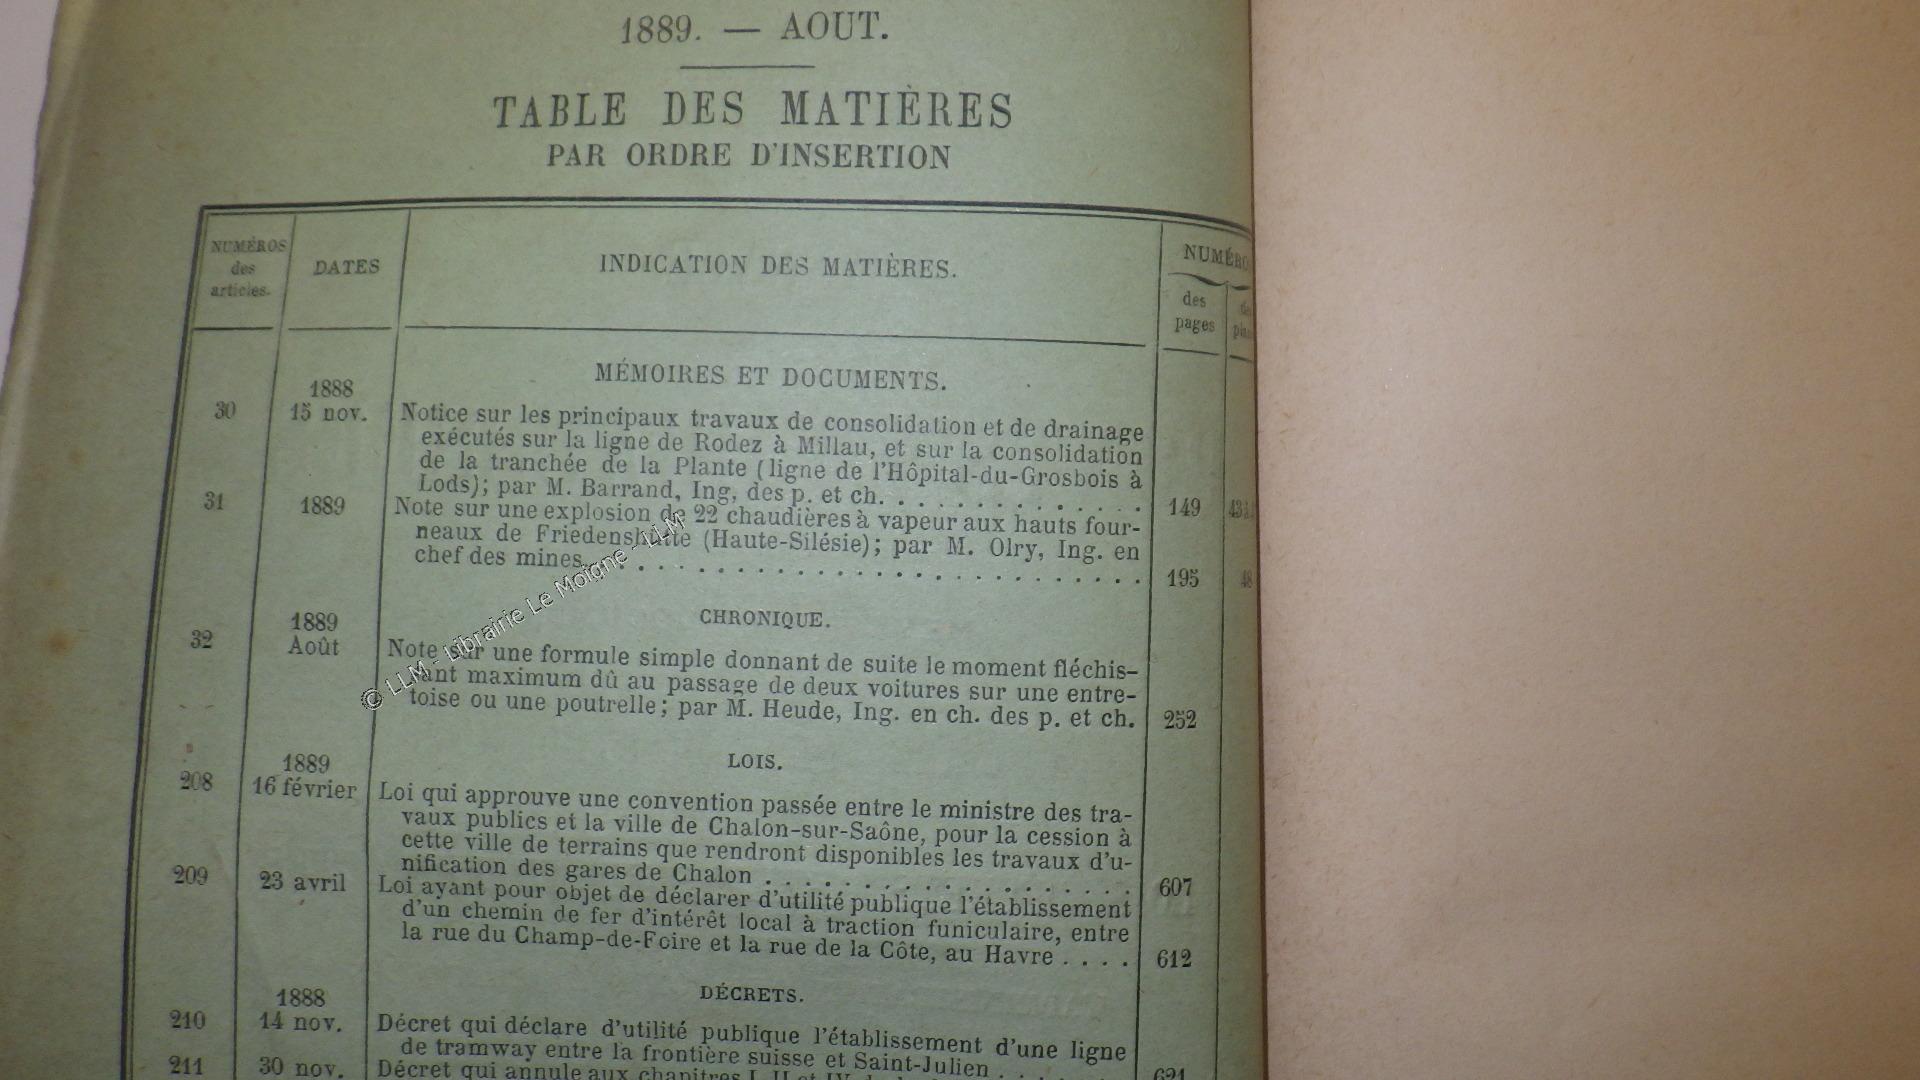 1889. — AOUT.
TABLE DES MATIÈRES
PAR ORDRE D'INSERTION
NUMÉROS
des
articles.
DATES
INDICATION DES MATIÈRES.
des
pages
MÉMOIRES ET DOCUMENTS.
1888
30 15 nov. Notice sur les principaux travaux de consolidation et de drainage
exécutés sur la ligne de Rodez à Millau, et sur la consolidation
de la tranchée de la Plante (ligne de l'Hôpital-du-Grosbois à
Lods); par M. Barrand, Ing, des p. et ch. . . . . . . . . . . . . . 149
31 1889 Note sur une explosion de 22 chaudières à vapeur aux hauts four-
neaux de Friedenshütte (Haute-Silésie); par M. Olry, Ing. en
chef des mines. . . . . . . . . . . . . . . . . . . . . . . . . . 195
CHRONIQUE.
1889
32 Août Note sur une formule simple donnant de suite le moment fléchis-
sant maximum dû au passage de deux voitures sur une entre-
toise ou une poutrelle; par M. Heude, Ing. en ch. des p. et ch. 252
LOIS.
1889
208 16 février Loi qui approuve une convention passée entre le ministre des tra-
vaux publics et la ville de Chalon-sur-Saône, pour la cession à
cette ville de terrains que rendront disponibles les travaux d'u-
nification des gares de Chalon . . . . . . . . . . . . . . . . . . . 607
209 23 avril Loi ayant pour objet de déclarer d'utilité publique l'établissement
d'un chemin de fer d'intérêt local à traction funiculaire, entre
la rue du Champ-de-Foire et la rue de la Côte, au Havre . . . . 612
DÉCRETS.
1888
210 14 nov. Décret qui déclare d'utilité publique l'établissement d'une ligne
de tramway entre la frontière suisse et Saint-Julien . . . . . . 621
211 30 nov. Décret qui annule aux chapitres I, II et IV
© LLM - Librairie Le Moigne - LLM